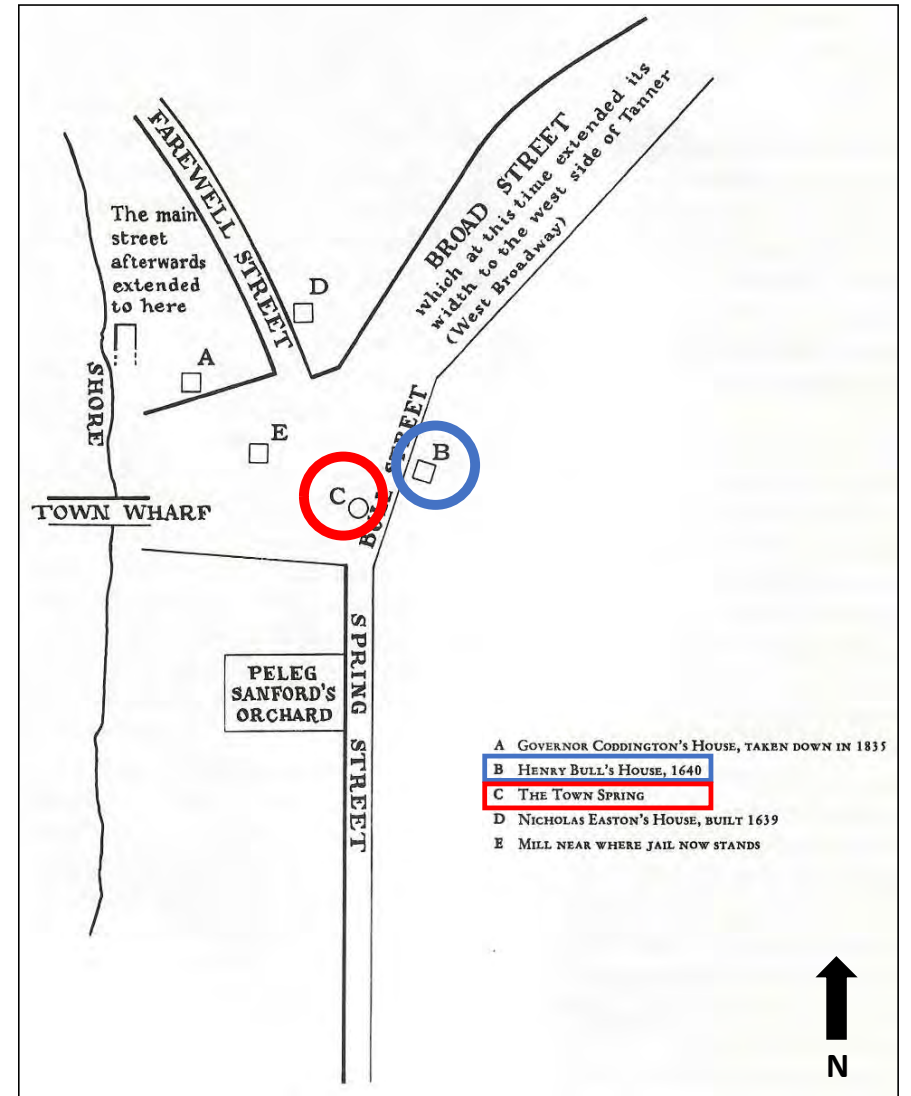 FAREWELL STREET
BROAD STREET
which at this time extended its
width to the west side of Tanner
(West Broadway)
The main
street
afterwards
extended
to here
D
A
SHORE
E
B
C
BULL STREET
TOWN WHARF
SPRING STREET
PELEG
SANFORD'S
ORCHARD
A GOVERNOR CODDINGTON'S HOUSE, TAKEN DOWN IN 1835
B HENRY BULL'S HOUSE, 1640
C THE TOWN SPRING
D NICHOLAS EASTON'S HOUSE, BUILT 1639
E MILL NEAR WHERE JAIL NOW STANDS
N